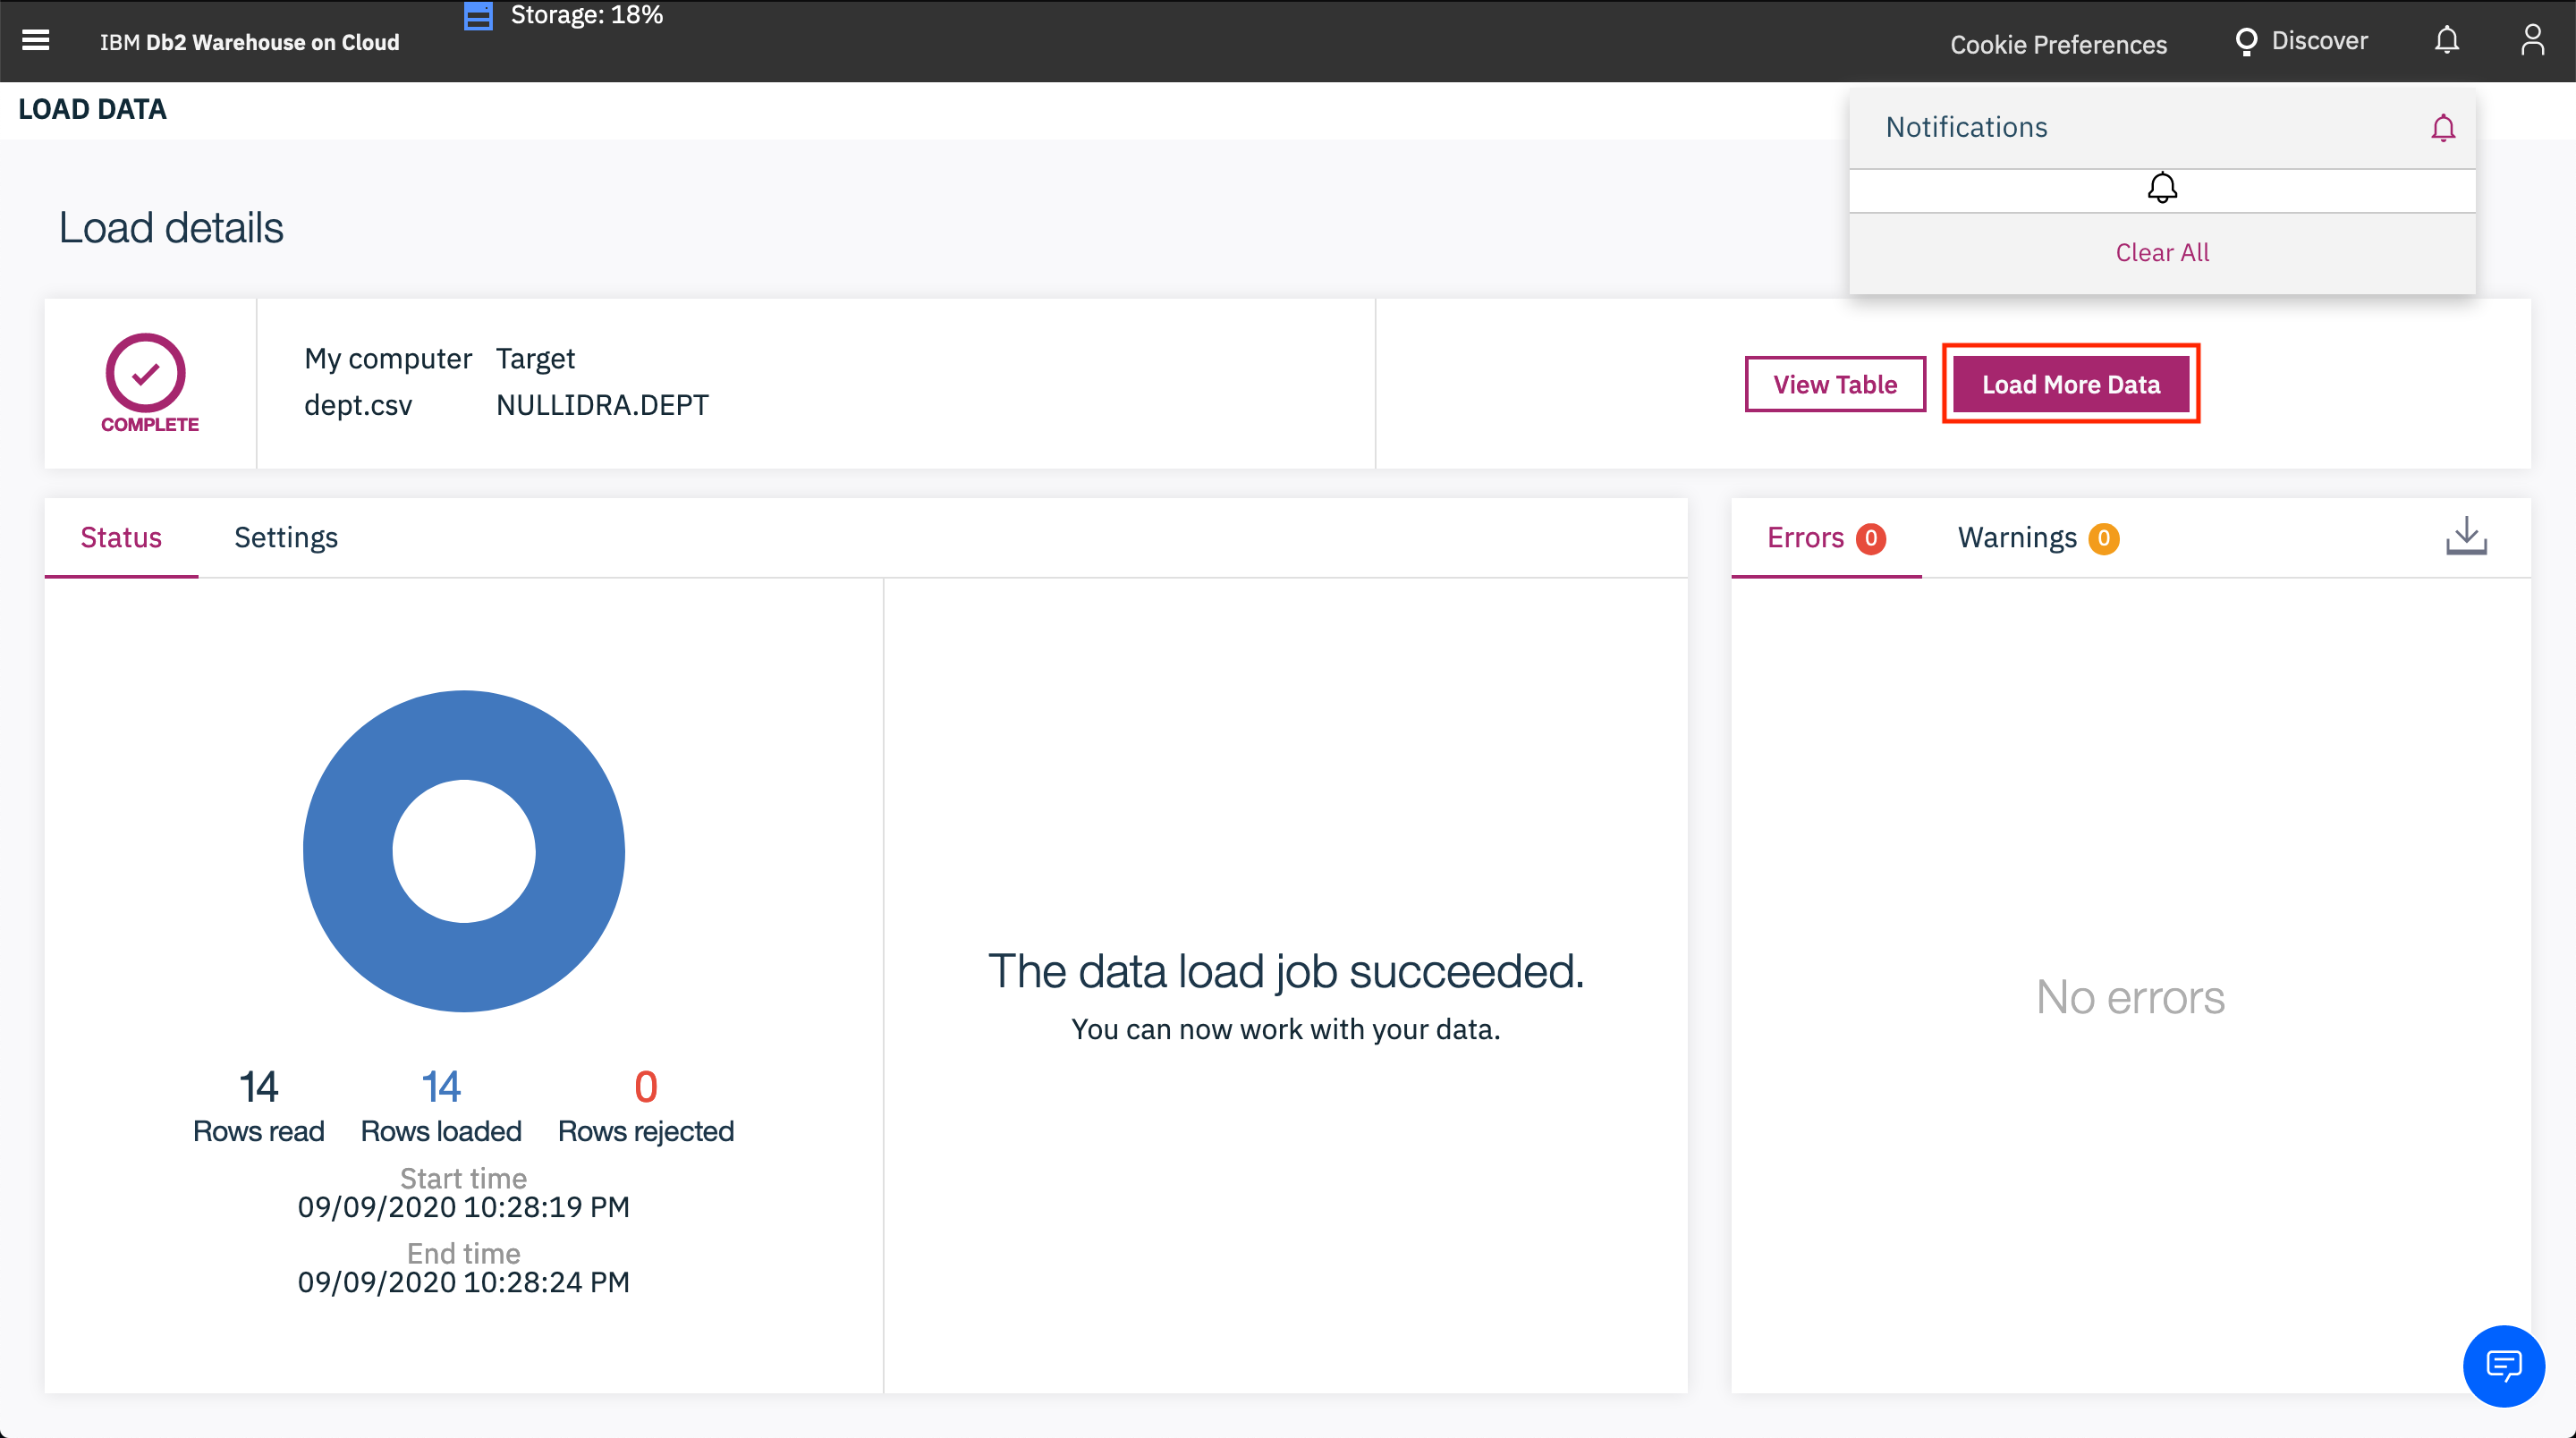 Storage: 18%
IBM Db2 Warehouse on Cloud
Cookie Preferences
Discover
LOAD DATA
Notifications
Clear All
Load details
COMPLETE
My computer Target
dept.csv NULLIDRA.DEPT
View Table
Load More Data
Status Settings
Errors 0 Warnings 0
14 14 0
Rows read Rows loaded Rows rejected
Start time
09/09/2020 10:28:19 PM
End time
09/09/2020 10:28:24 PM
The data load job succeeded.
You can now work with your data.
No errors